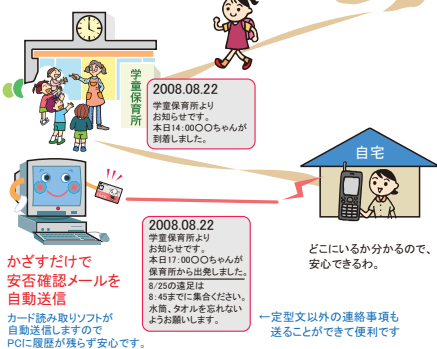 学童保育所
2008.08.22
学童保育所より
お知らせです。
本日14:00〇〇ちゃんが
到着しました。
自宅
2008.08.22
学童保育所より
お知らせです。
本日17:00〇〇ちゃんが
保育所から出発しました。
8/25の遠足は
8:45までに集合ください。
水筒、タオルを忘れない
ようお願いします。
どこにいるか分かるので、
安心できるわ。
かざすだけで
安否確認メールを
自動送信
カード読み取りソフトが
自動送信しますので
PCに履歴が残らず安心です。
←定型文以外の連絡事項も
送ることができて便利です